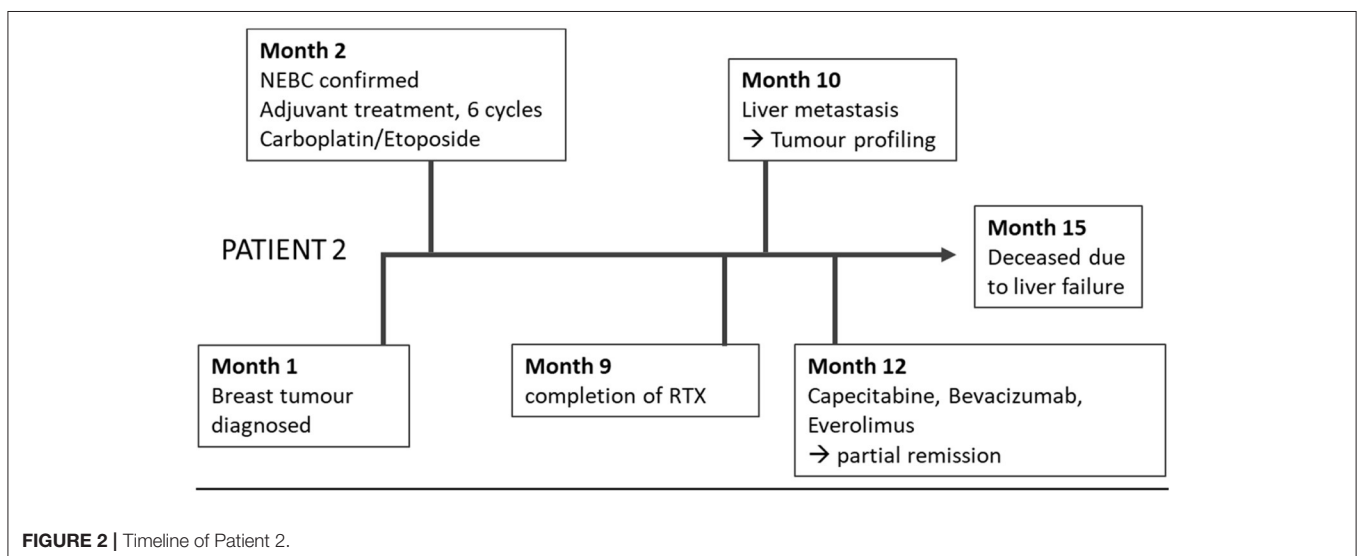 Month 2
NEBC confirmed
Adjuvant treatment, 6 cycles
Carboplatin/Etoposide
Month 10
Liver metastasis
→ Tumour profiling
PATIENT 2
Month 15
Deceased due
to liver failure
Month 1
Breast tumour
diagnosed
Month 9
completion of RTX
Month 12
Capecitabine, Bevacizumab,
Everolimus
→ partial remission
FIGURE 2 | Timeline of Patient 2.